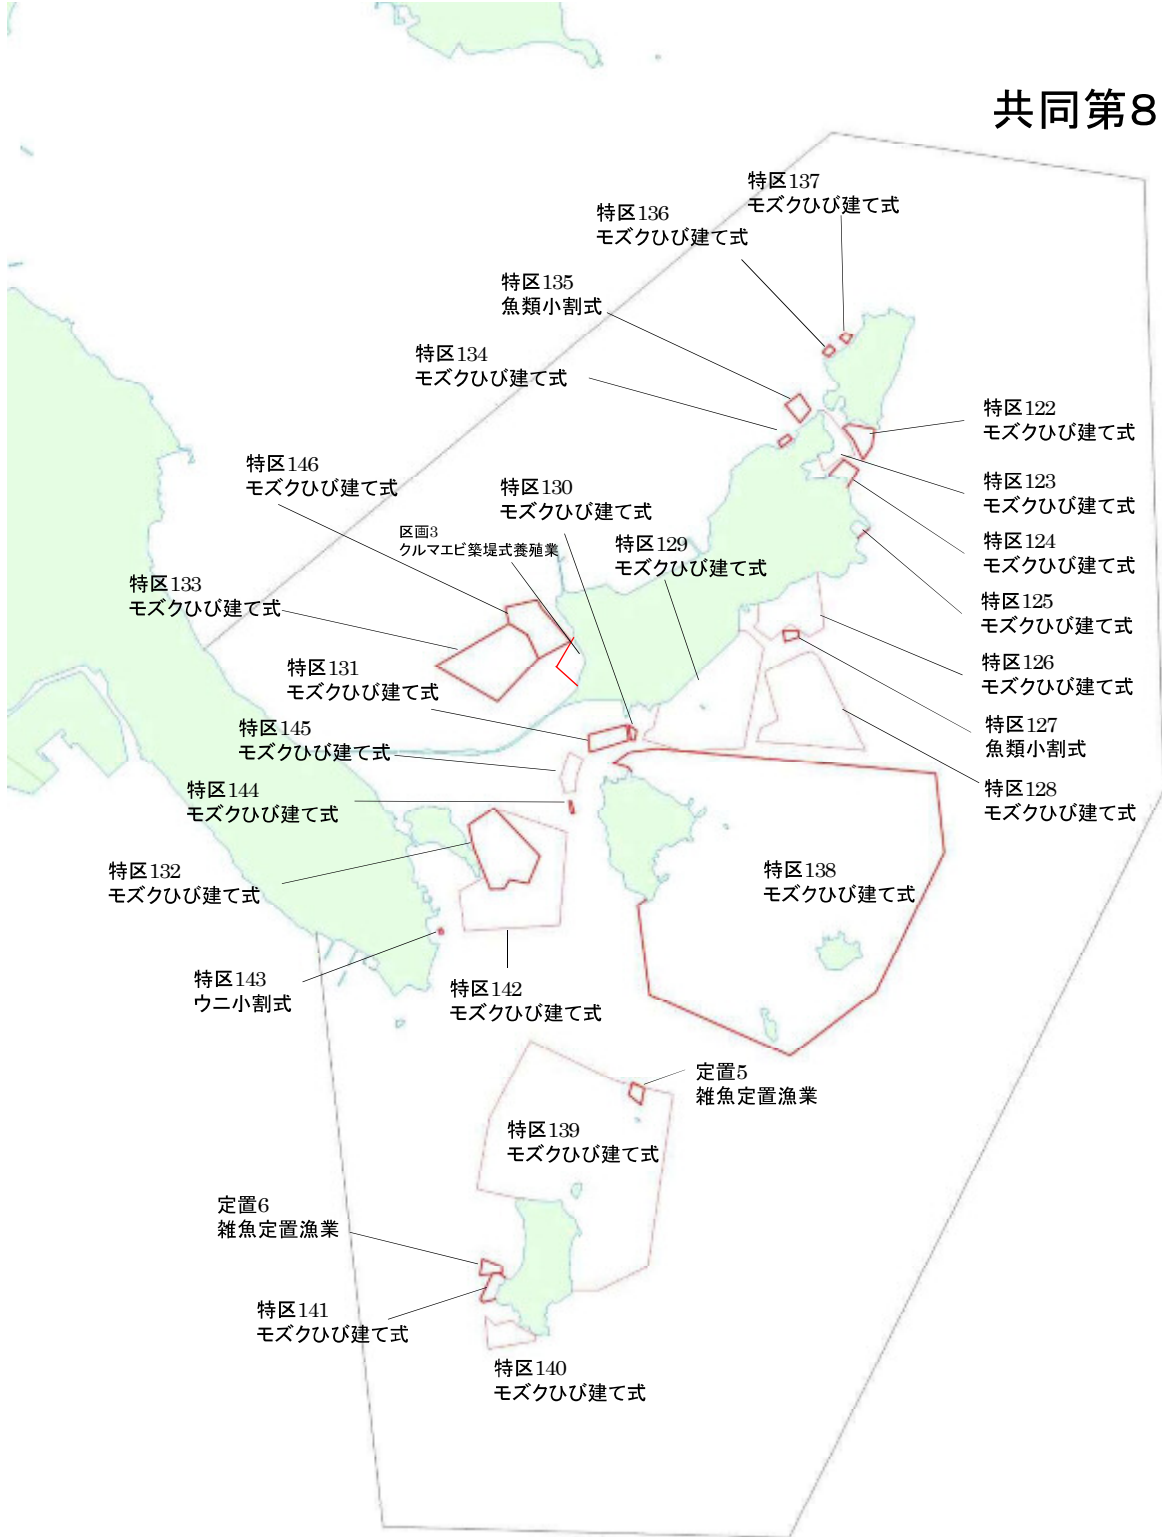 共同第8
特区137
モズクひび建て式
特区136
モズクひび建て式
特区135
魚類小割式
特区134
モズクひび建て式
特区122
モズクひび建て式
特区146
モズクひび建て式
特区130
モズクひび建て式
特区123
モズクひび建て式
区画3
クルマエビ築堤式養殖業
特区129
モズクひび建て式
特区124
モズクひび建て式
特区133
モズクひび建て式
特区125
モズクひび建て式
特区131
モズクひび建て式
特区126
モズクひび建て式
特区145
モズクひび建て式
特区127
魚類小割式
特区144
モズクひび建て式
特区128
モズクひび建て式
特区132
モズクひび建て式
特区138
モズクひび建て式
特区143
ウニ小割式
特区142
モズクひび建て式
定置5
雑魚定置漁業
特区139
モズクひび建て式
定置6
雑魚定置漁業
特区141
モズクひび建て式
特区140
モズクひび建て式